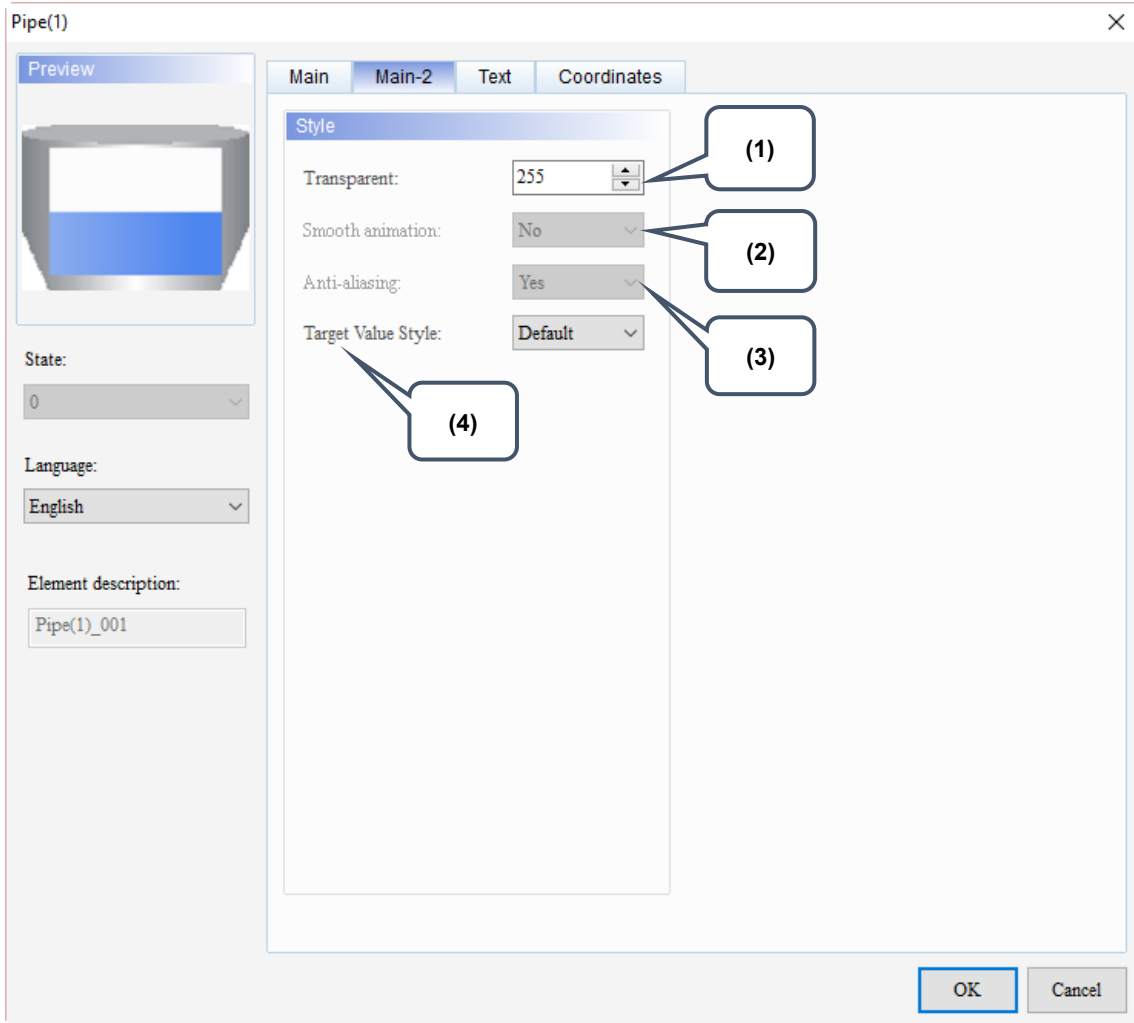 Pipe(1)
Preview
Main Main-2 Text Coordinates
Style
Transparent: 255
(1)
Smooth animation: No
(2)
Anti-aliasing: Yes
Target Value Style: Default
(3)
(4)
State:
0
Language:
English
Element description:
Pipe(1)_001
OK Cancel